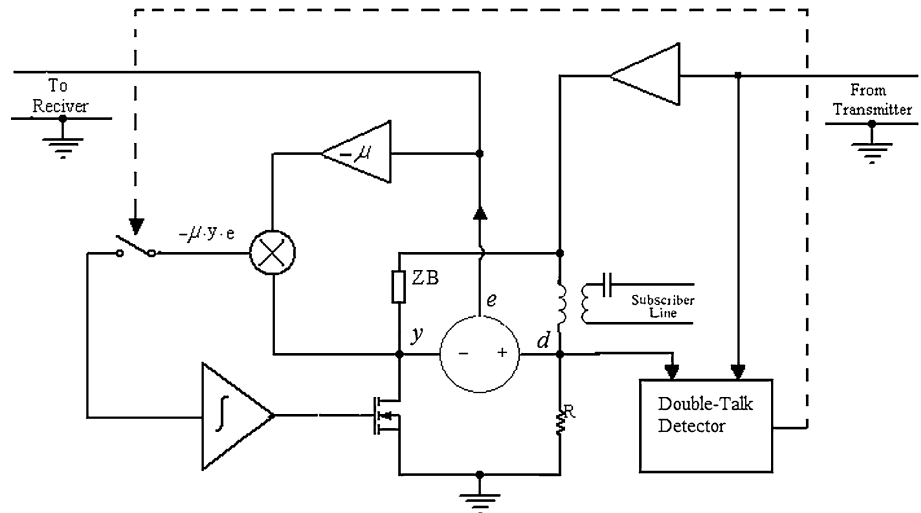 To
Reciver
From
Transmitter
−μ
-μ·y·e
ZB
e
Subscriber
Line
y
-
+
d
∫
R
Double-Talk
Detector